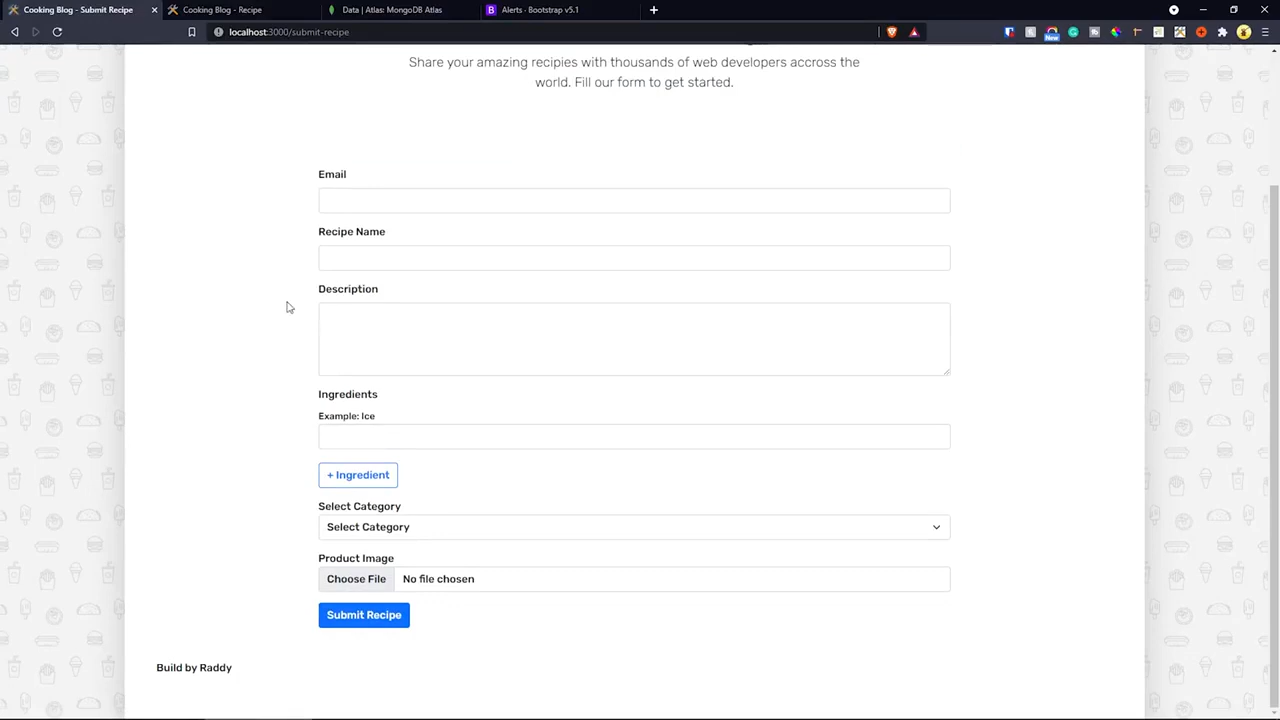 Cooking Blog - Submit Recipe
Cooking Blog - Recipe
Data | Atlas: MongoDB Atlas
Alerts · Bootstrap v5.1
localhost:3000/submit-recipe
New
Share your amazing recipies with thousands of web developers accross the
world. Fill our form to get started.
Email
Recipe Name
Description
Ingredients
Example: Ice
+ Ingredient
Select Category
Select Category
Product Image
Choose File No file chosen
Submit Recipe
Build by Raddy